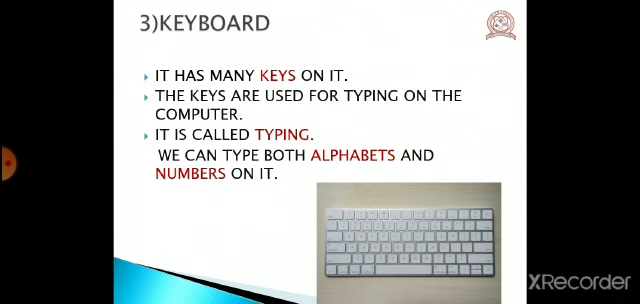 3)KEYBOARD
IT HAS MANY KEYS ON IT.
THE KEYS ARE USED FOR TYPING ON THE
COMPUTER.
IT IS CALLED TYPING.
WE CAN TYPE BOTH ALPHABETS AND
NUMBERS ON IT.
XRecorder